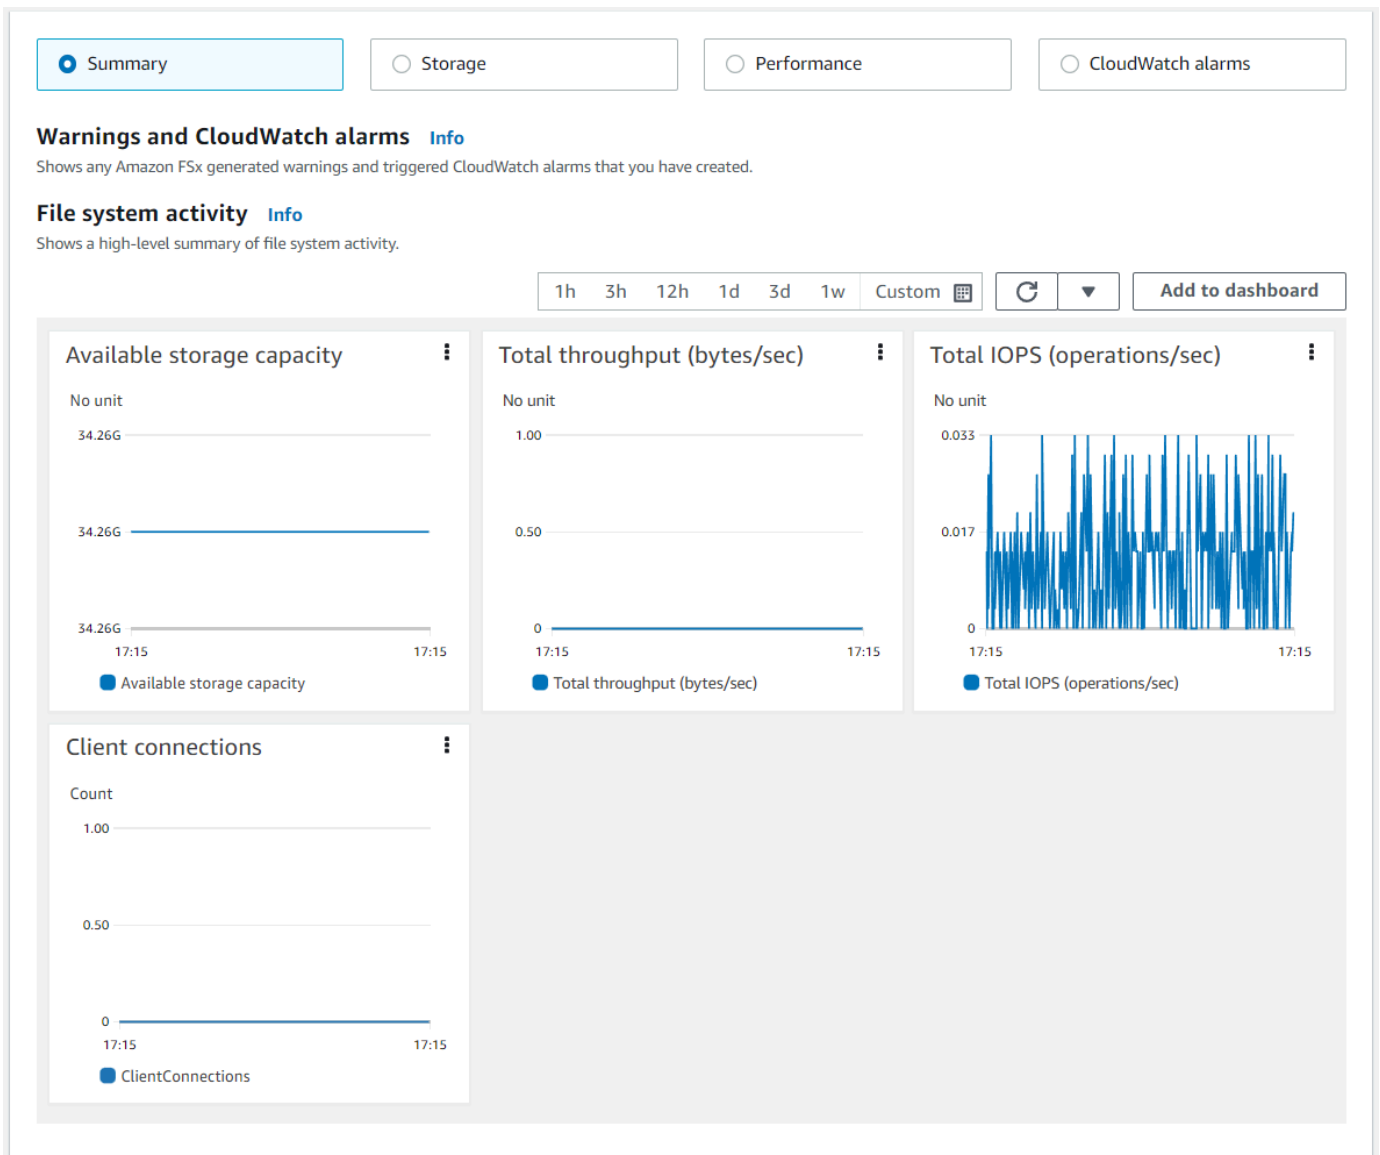 Summary
Storage
Performance
CloudWatch alarms
Warnings and CloudWatch alarms Info
Shows any Amazon FSx generated warnings and triggered CloudWatch alarms that you have created.
File system activity Info
Shows a high-level summary of file system activity.
1h 3h 12h 1d 3d 1w Custom
Add to dashboard
Available storage capacity
No unit
34.26G
34.26G
34.26G
17:15 17:15
Available storage capacity
Total throughput (bytes/sec)
No unit
1.00
0.50
0
17:15 17:15
Total throughput (bytes/sec)
Total IOPS (operations/sec)
No unit
0.033
0.017
0
17:15 17:15
Total IOPS (operations/sec)
Client connections
Count
1.00
0.50
0
17:15 17:15
ClientConnections